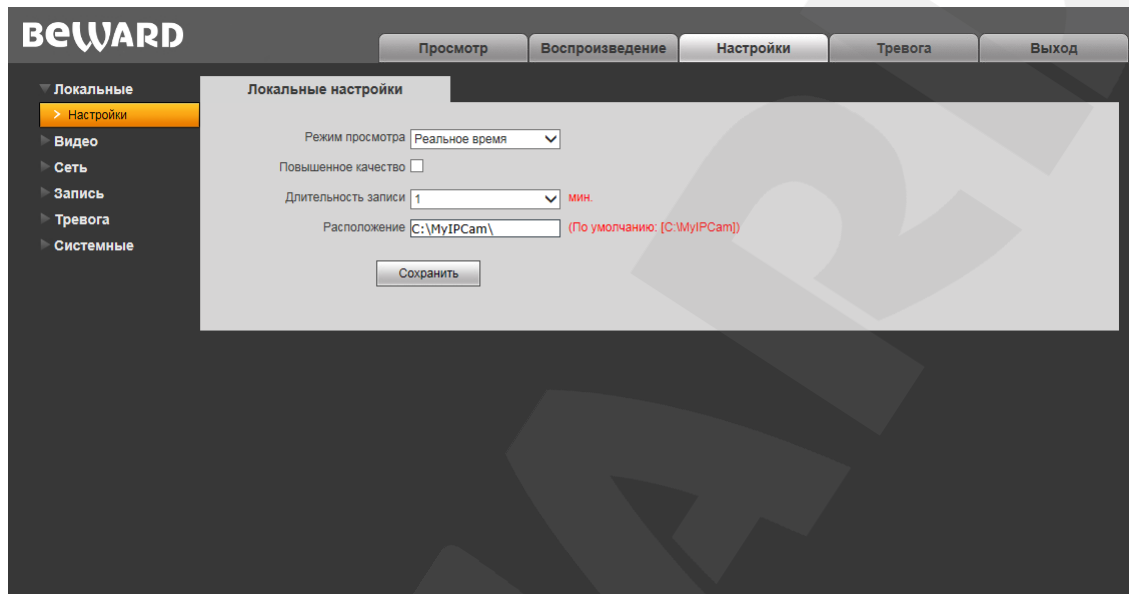 BEWARD
Просмотр Воспроизведение Настройки Тревога Выход
Локальные
> Настройки
Видео
Сеть
Запись
Тревога
Системные
Локальные настройки
Режим просмотра Реальное время
Повышенное качество
Длительность записи 1 мин.
Расположение C:\MyIPCam\ (По умолчанию: [C:\MyIPCam])
Сохранить